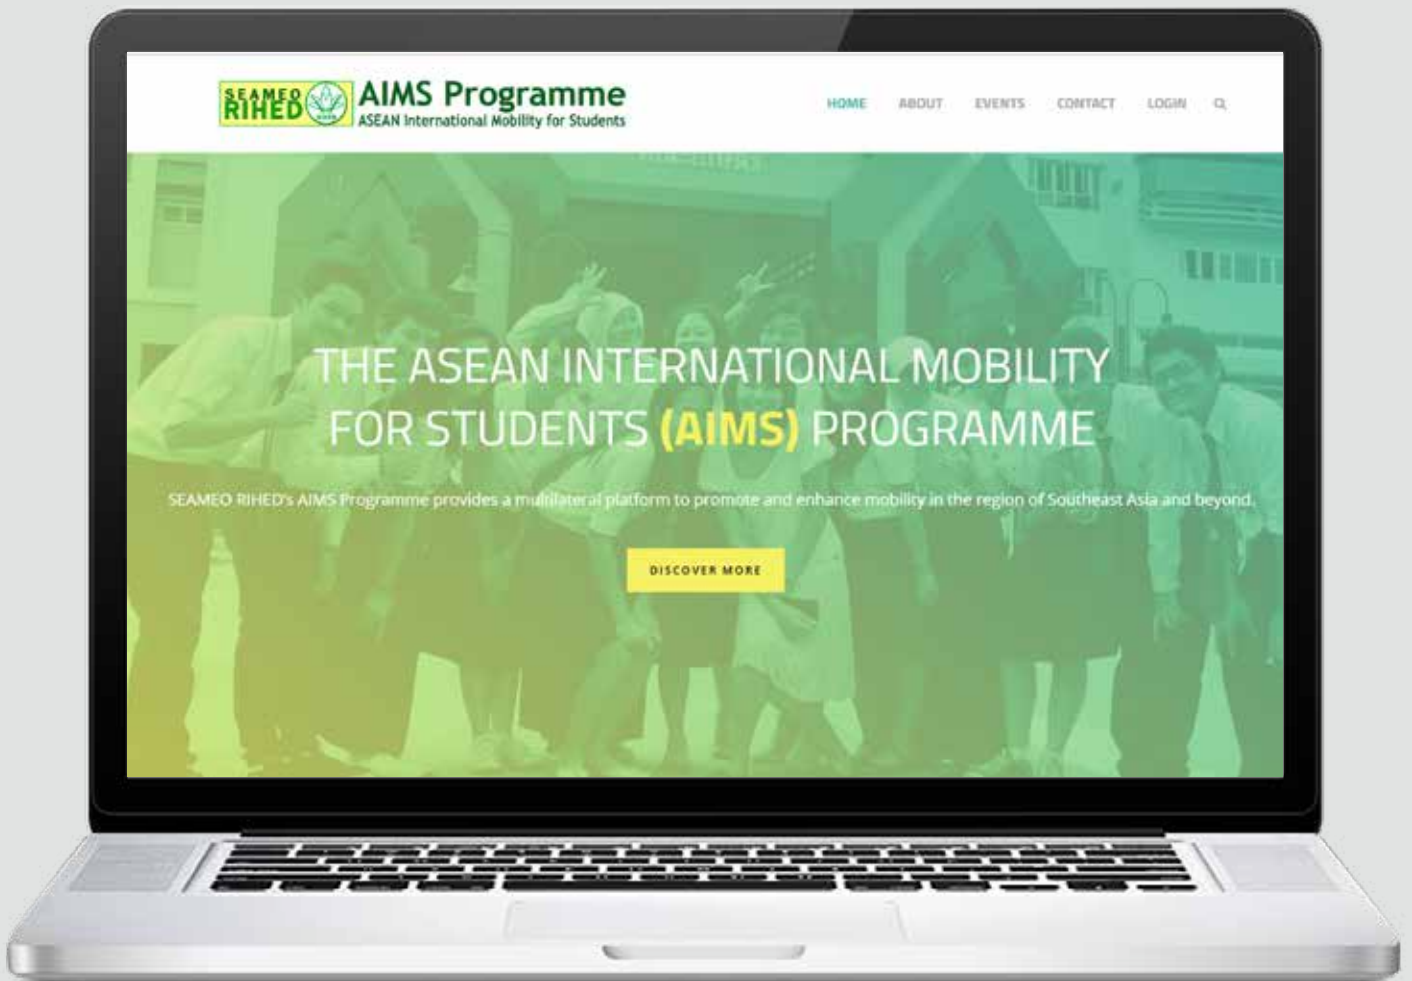 SEAMEO
RIHED
AIMS Programme
ASEAN International Mobility for Students
HOME ABOUT EVENTS CONTACT LOGIN
THE ASEAN INTERNATIONAL MOBILITY
FOR STUDENTS (AIMS) PROGRAMME
SEAMEO RIHED's AIMS Programme provides a multilateral platform to promote and enhance mobility in the region of Southeast Asia and beyond.
DISCOVER MORE